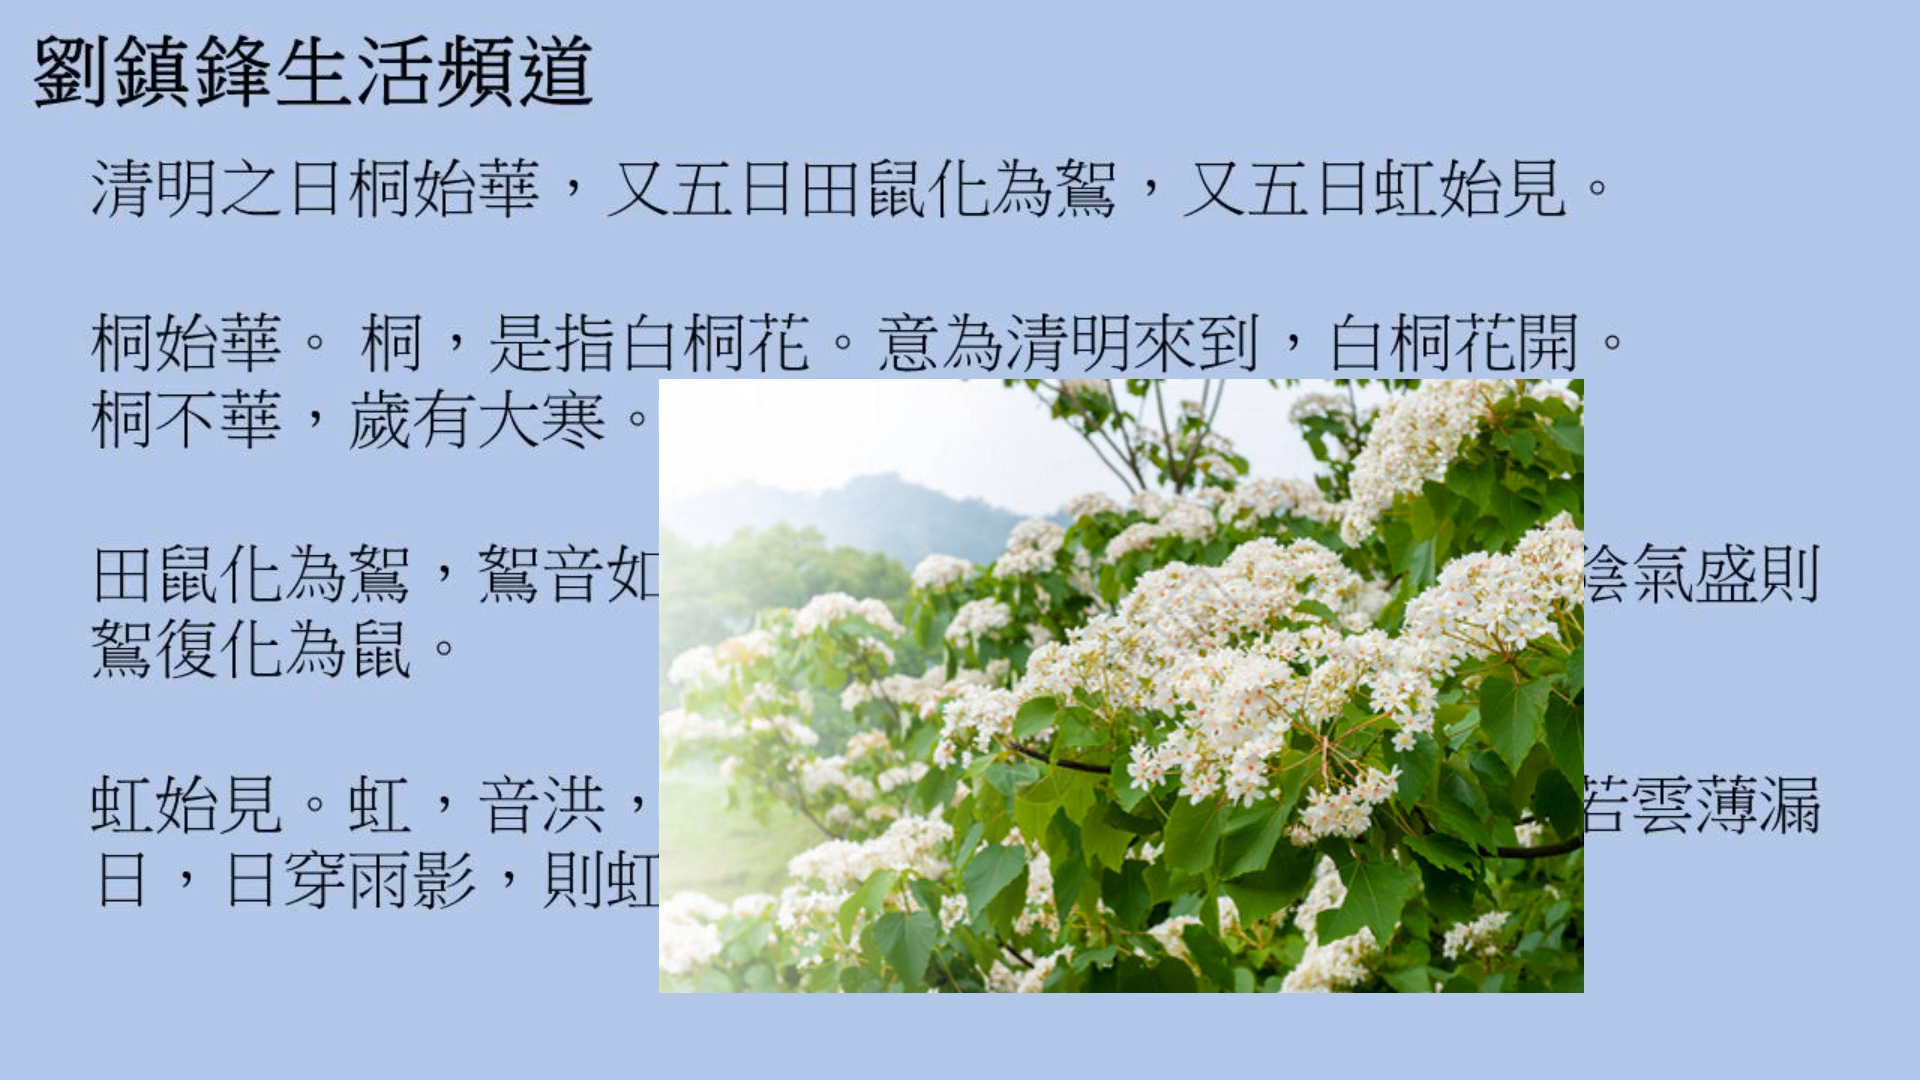 劉鎮鋒生活頻道
清明之日桐始華，又五日田鼠化為鴽，又五日虹始見。
桐始華。 桐，是指白桐花。意為清明來到，白桐花開。
桐不華，歲有大寒。
田鼠化為鴽，鴽音如 陰氣盛則
鴽復化為鼠。
虹始見。虹，音洪， 若雲薄漏
日，日穿雨影，則虹